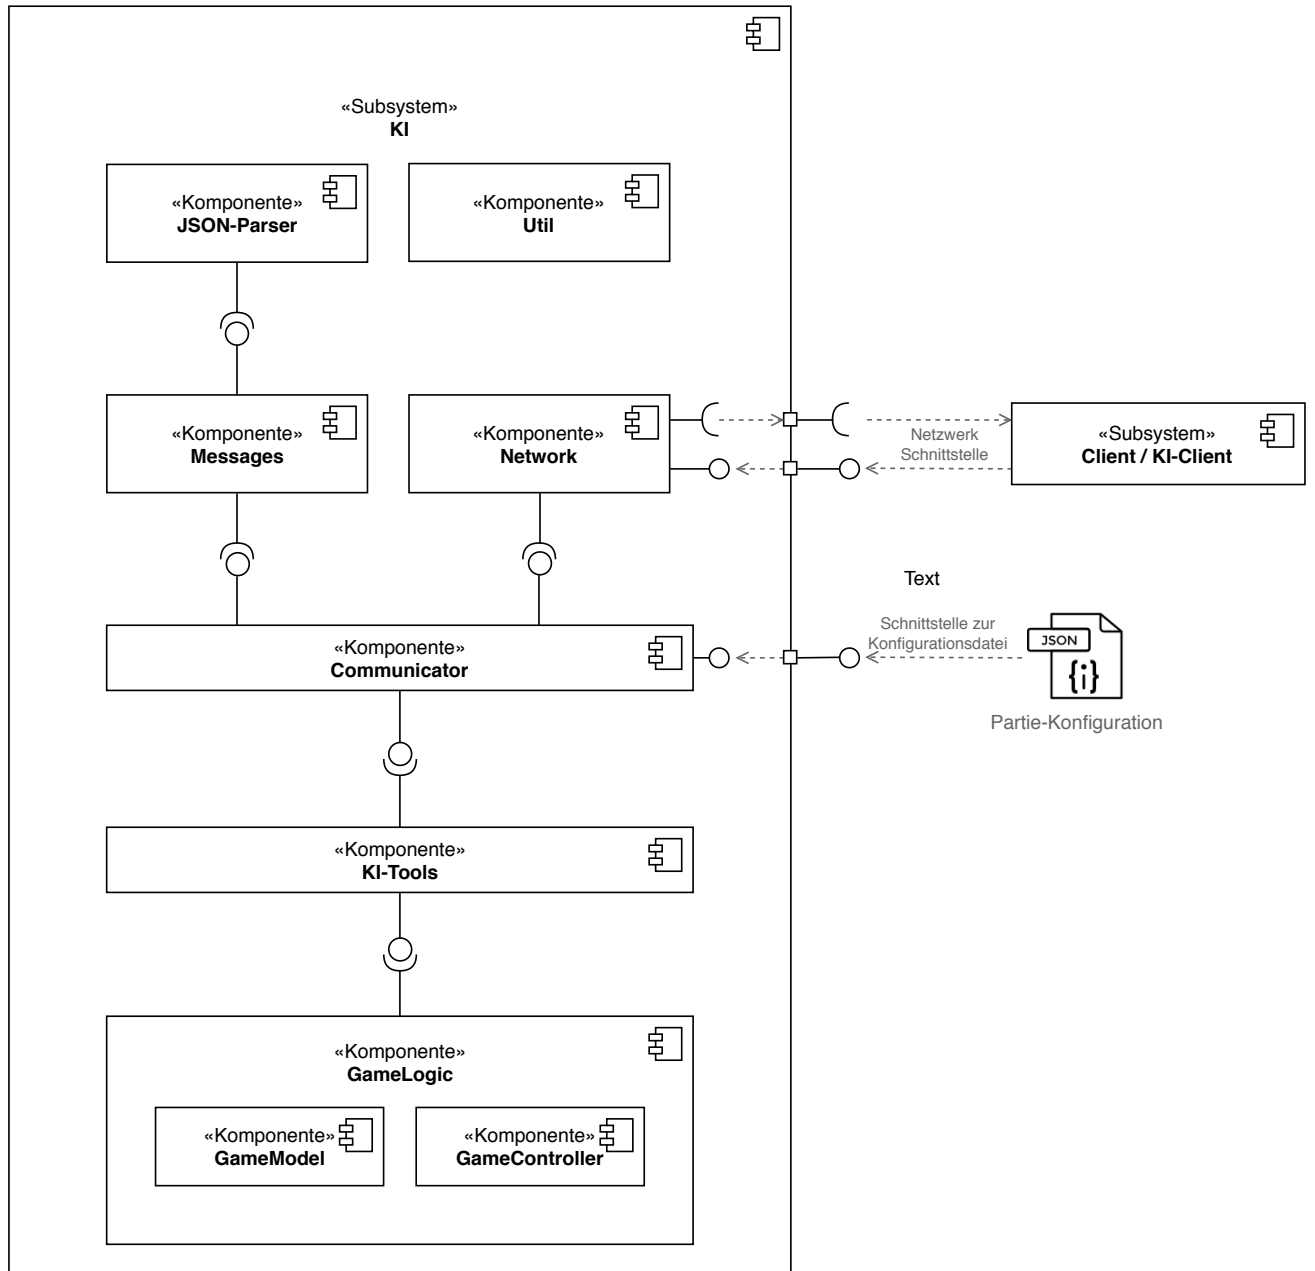 «Subsystem»
KI
«Komponente»
JSON-Parser
«Komponente»
Util
«Komponente»
Messages
«Komponente»
Network
Netzwerk
Schnittstelle
«Subsystem»
Client / KI-Client
Text
«Komponente»
Communicator
Schnittstelle zur
Konfigurationsdatei
JSON
{i}
Partie-Konfiguration
«Komponente»
KI-Tools
«Komponente»
GameLogic
«Komponente»
GameModel
«Komponente»
GameController